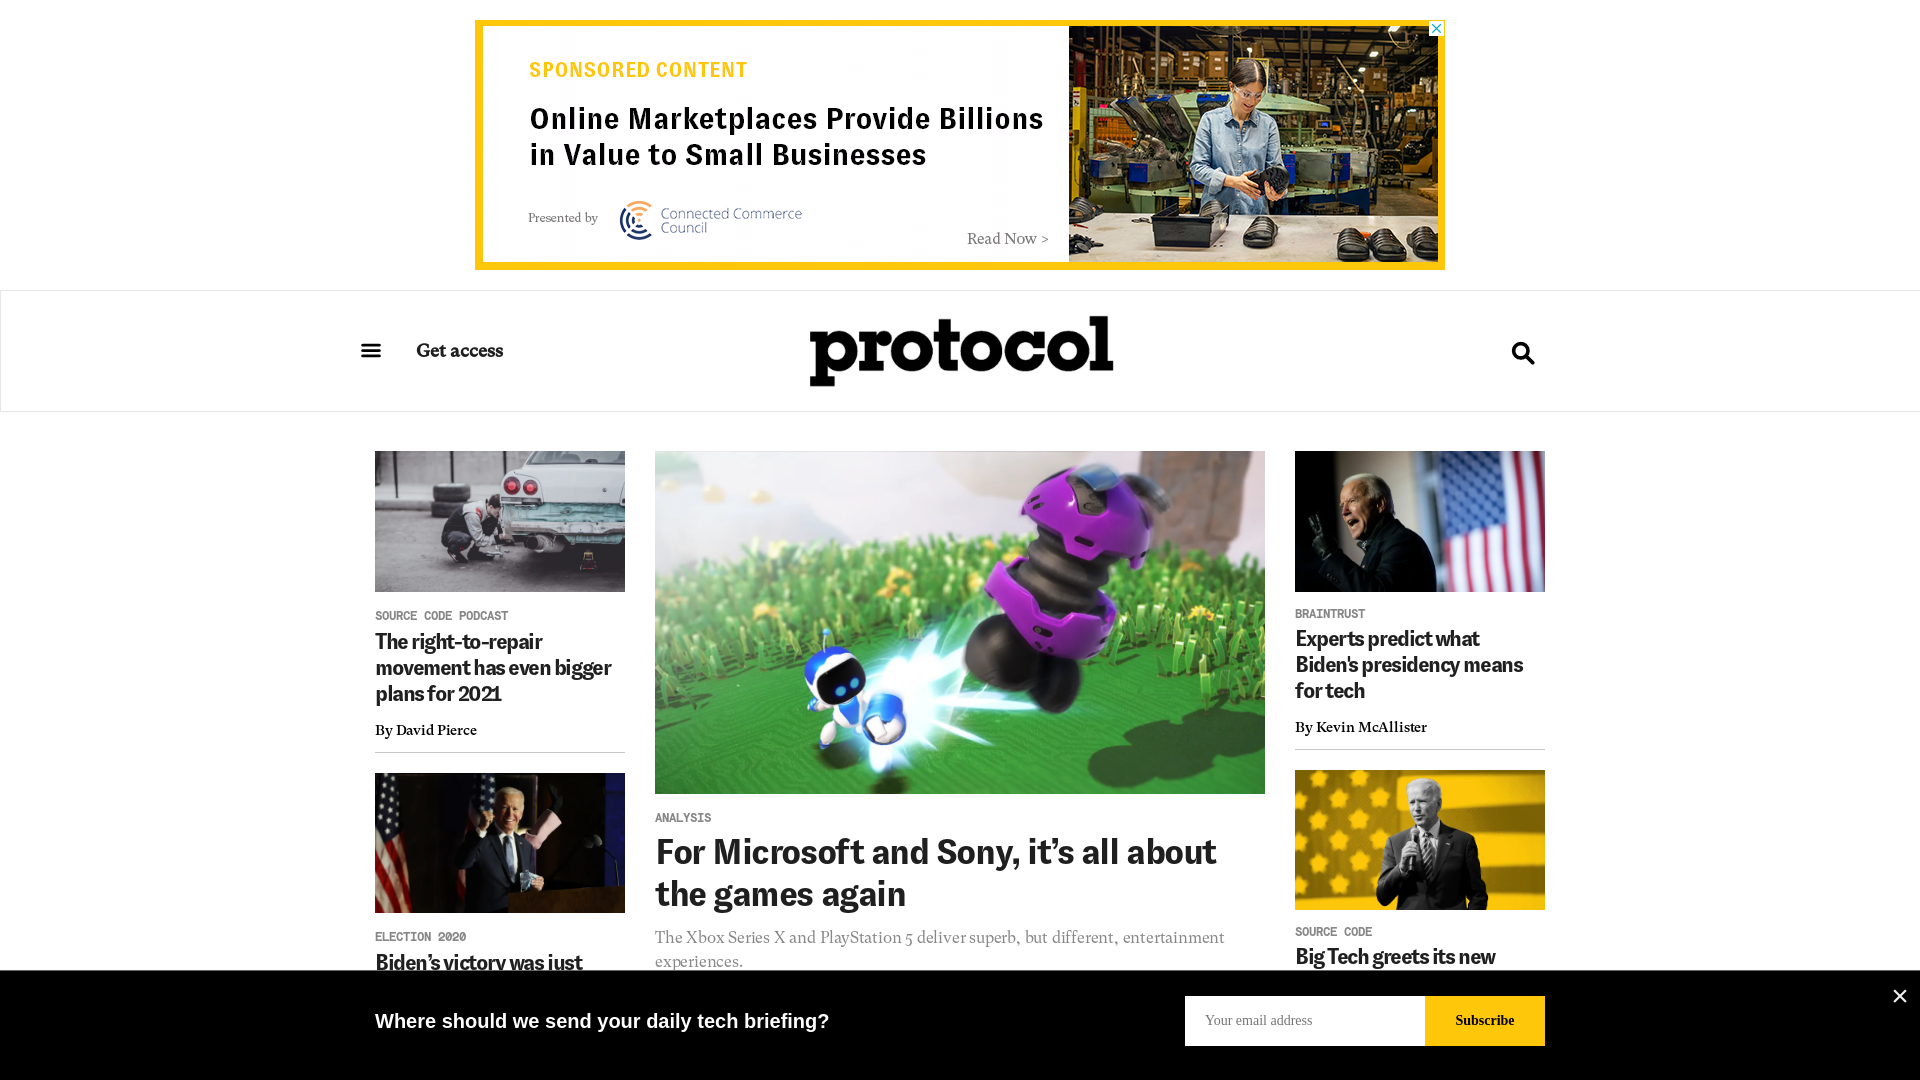 SPONSORED CONTENT
Online Marketplaces Provide Billions
in Value to Small Businesses
Presented by
Connected Commerce
Council
Read Now >
Get access
protocol
SOURCE CODE PODCAST
The right-to-repair
movement has even bigger
plans for 2021
By David Pierce
ELECTION 2020
Biden’s victory was just
ANALYSIS
For Microsoft and Sony, it’s all about
the games again
The Xbox Series X and PlayStation 5 deliver superb, but different, entertainment
experiences.
BRAINTRUST
Experts predict what
Biden's presidency means
for tech
By Kevin McAllister
SOURCE CODE
Big Tech greets its new
Where should we send your daily tech briefing?
Your email address
Subscribe